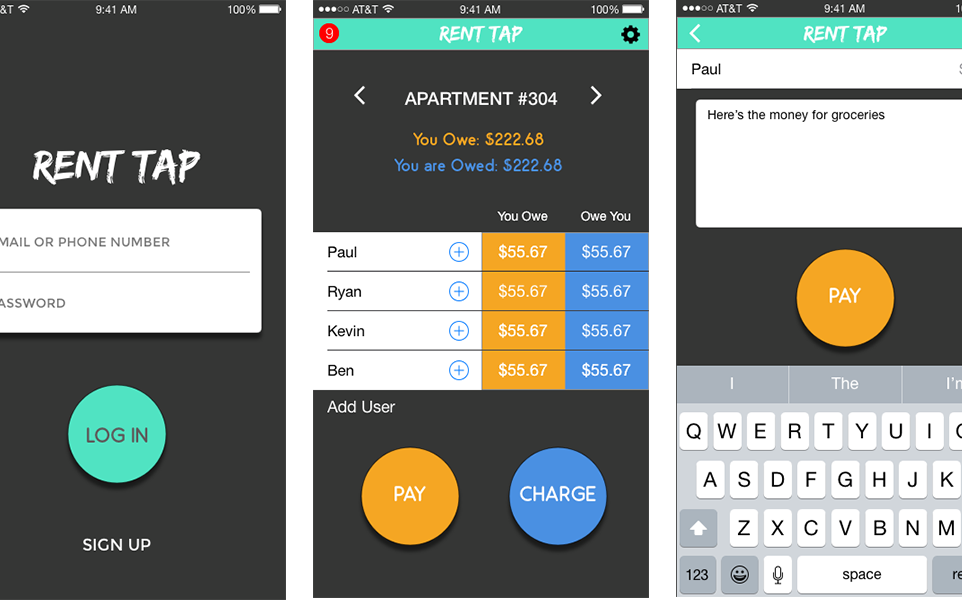 &T 9:41 AM 100%
RENT TAP
MAIL OR PHONE NUMBER
ASSWORD
LOG IN
SIGN UP
AT&T 9:41 AM 100%
9 RENT TAP
APARTMENT #304
You Owe: $222.68
You are Owed: $222.68
You Owe Owe You
Paul $55.67 $55.67
Ryan $55.67 $55.67
Kevin $55.67 $55.67
Ben $55.67 $55.67
Add User
PAY CHARGE
AT&T 9:41 AM
RENT TAP
Paul
Here's the money for groceries
PAY
I The I'm
Q W E R T Y U I
A S D F G H J K
Z X C V B N M
123 space re